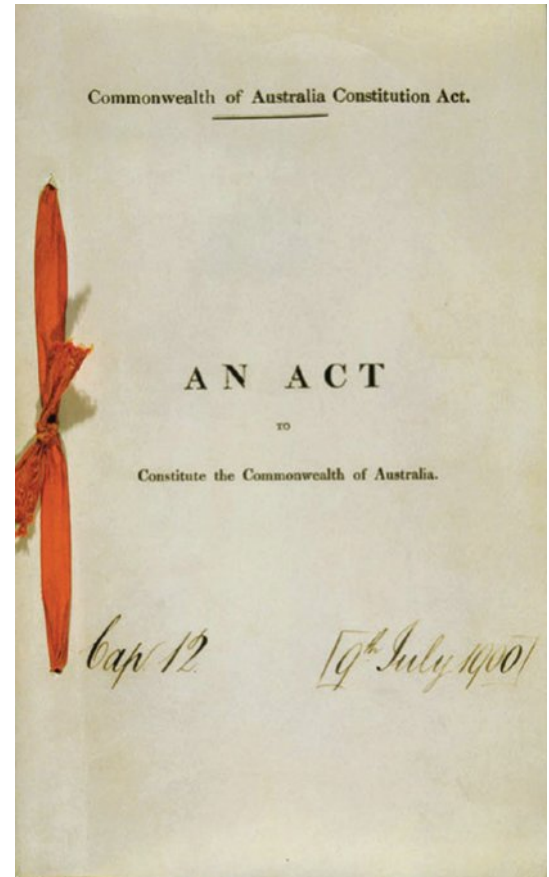 Commonwealth of Australia Constitution Act.
AN ACT
TO
Constitute the Commonwealth of Australia.
Cap 12 [9th July 1900]